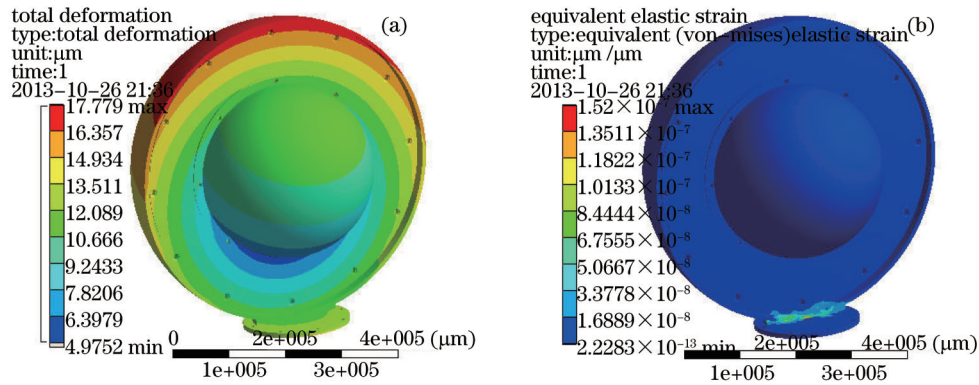 total deformation
type:total deformation
unit:μm
time:1
2013-10-26 21:36
17.779 max
16.357
14.934
13.511
12.089
10.666
9.2433
7.8206
6.3979
4.9752 min
(a)
0 2e+005 4e+005 (μm)
1e+005 3e+005
equivalent elastic strain
type:equivalent (von-mises)elastic strain
unit:μm /μm
time:1
2013-10-26 21:36
max
1.3511×10⁻⁷
1.1822×10⁻⁷
1.0133×10⁻⁷
8.4444×10⁻⁸
6.7555×10⁻⁸
5.0667×10⁻⁸
3.3778×10⁻⁸
1.6889×10⁻⁸
2.2283×10⁻¹³ min
(b)
0 2e+005 4e+005 (μm)
1e+005 3e+005